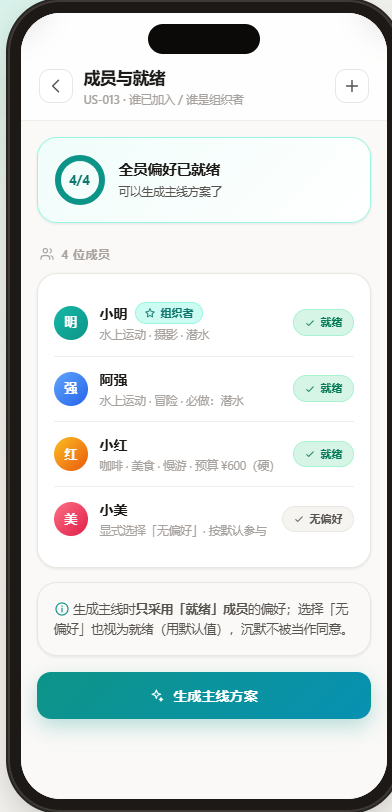 成员与就绪
US-013 · 谁已加入 / 谁是组织者
4/4
全员偏好已就绪
可以生成主线方案了
4 位成员
明
小明
组织者
水上运动 · 摄影 · 潜水
就绪
强
阿强
水上运动 · 冒险 · 必做：潜水
就绪
红
小红
咖啡 · 美食 · 慢游 · 预算 ¥600（硬）
就绪
美
小美
显式选择「无偏好」· 按默认参与
无偏好
生成主线时只采用「就绪」成员的偏好；选择「无
偏好」也视为就绪（用默认值），沉默不被当作同意。
生成主线方案